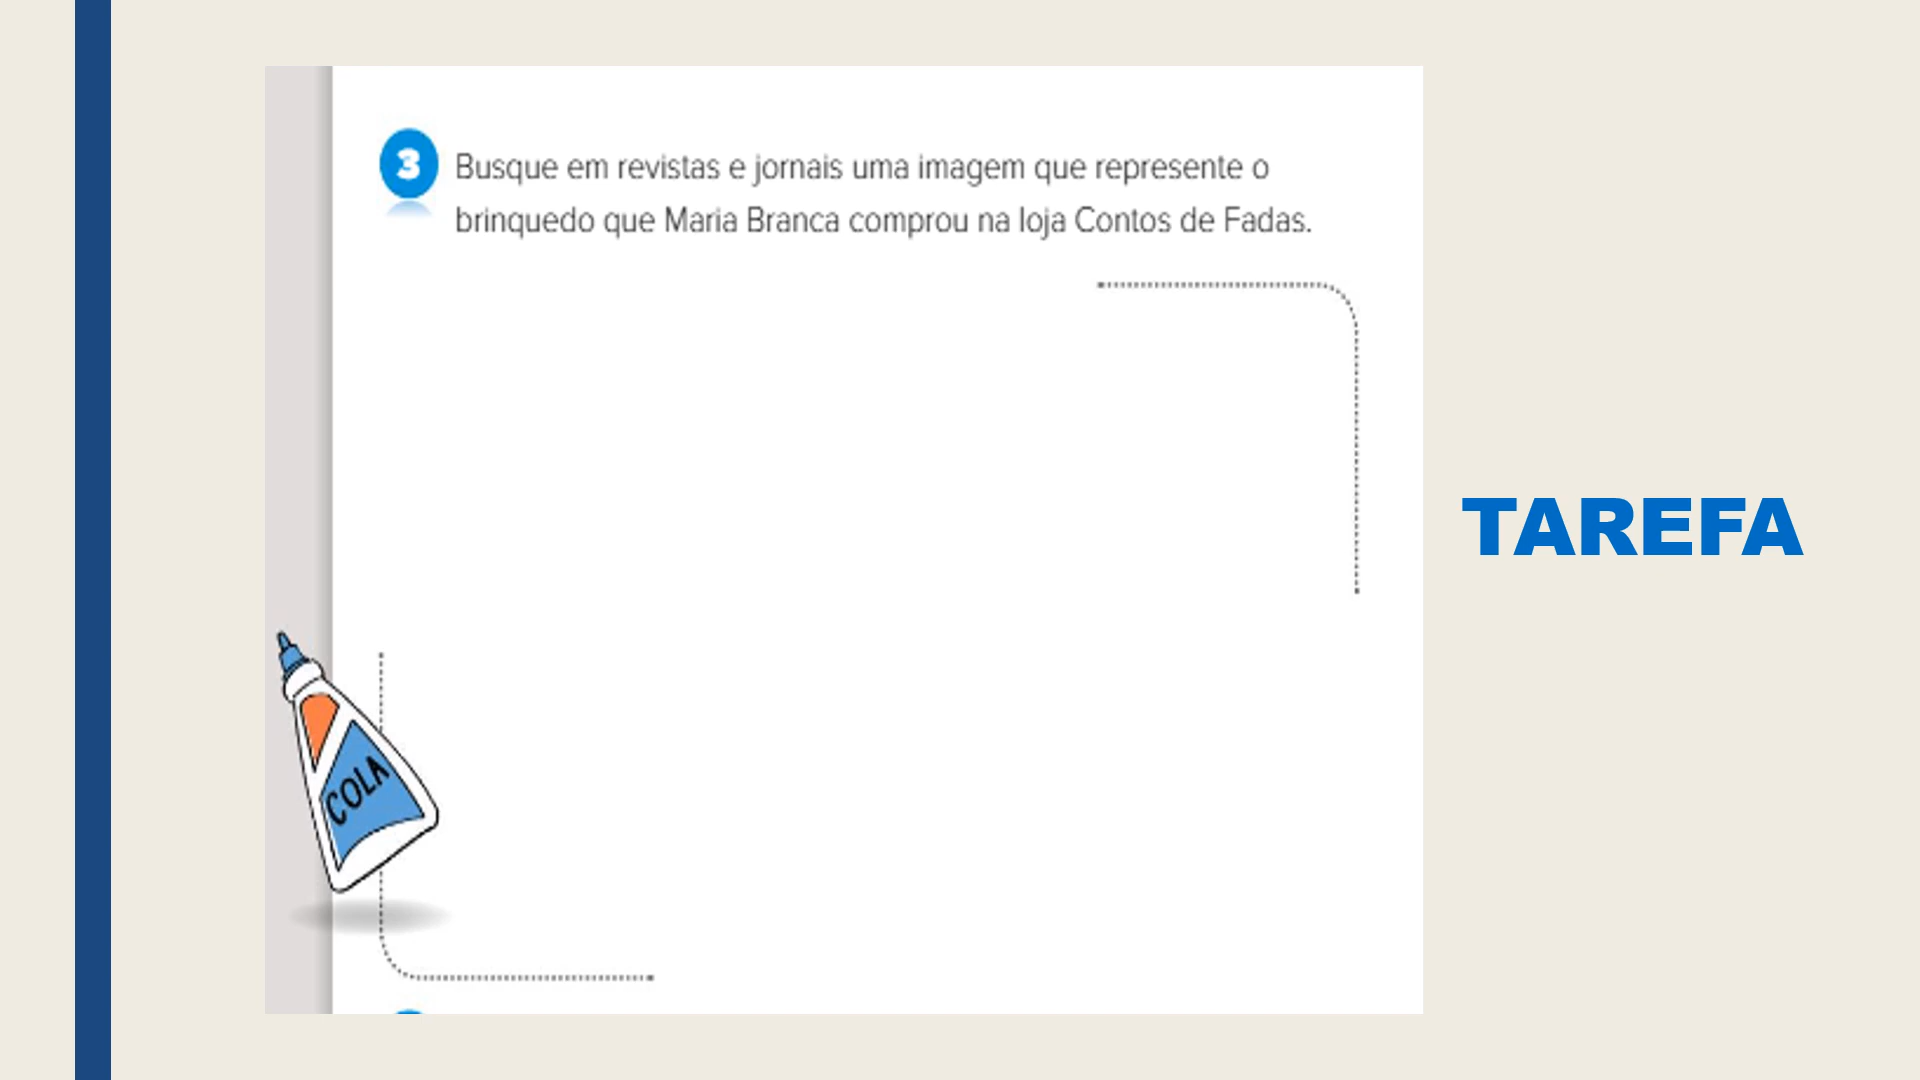 3 Busque em revistas e jornais uma imagem que represente o
brinquedo que Maria Branca comprou na loja Contos de Fadas.
TAREFA
COLA